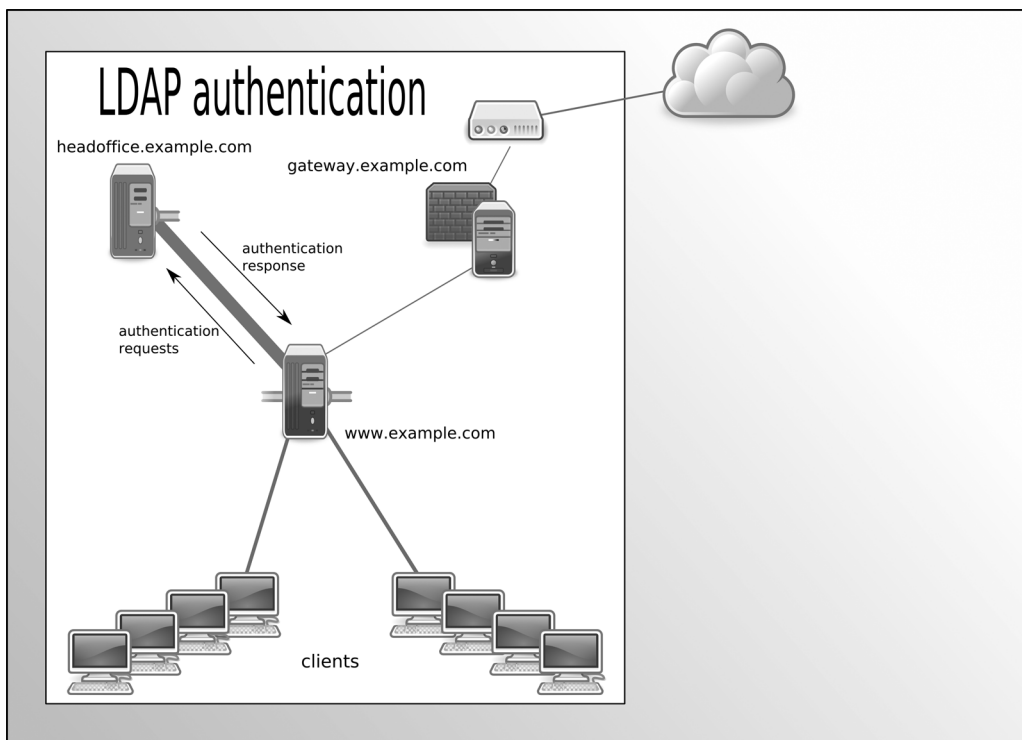 LDAP authentication
headoffice.example.com
gateway.example.com
authentication
response
authentication
requests
www.example.com
clients